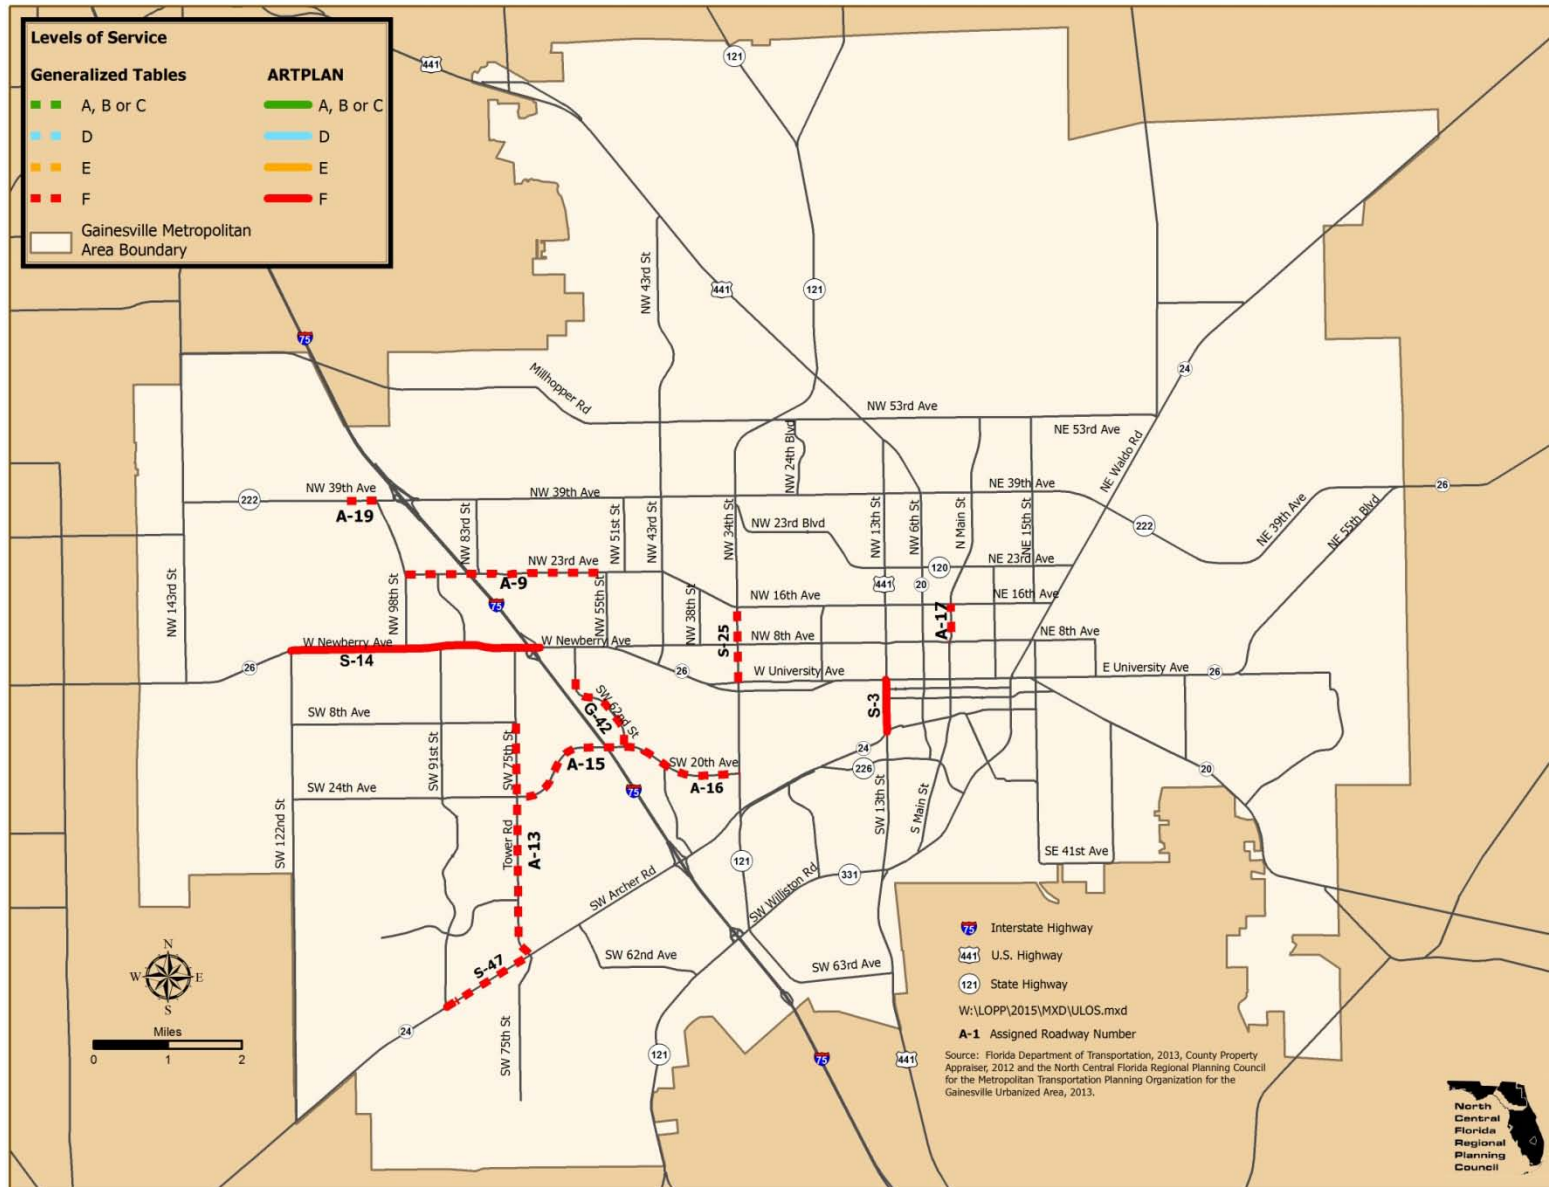 Levels of Service
Generalized Tables
ARTPLAN
A, B or C
A, B or C
D
D
E
E
F
F
Gainesville Metropolitan
Area Boundary
441
121
441
121
75
NW 43rd St
24
Millhopper Rd
NW 53rd Ave
NE 53rd Ave
NW 24th Blvd
NE Waldo Rd
222
NW 39th Ave
A-19
NW 39th Ave
NE 39th Ave
222
NE 39th Ave
NE 55th Blvd
26
NW 83rd St
NW 51st St
NW 43rd St
NW 34th St
NW 23rd Blvd
NW 13th St
NW 6th St
N Main St
NE 15th St
NW 143rd St
NW 98th St
NW 23rd Ave
A-9
75
NW 55th St
NW 38th St
NW 16th Ave
441
20
120
NE 23rd Ave
NE 16th Ave
A-17
W Newberry Ave
S-14
26
W Newberry Ave
26
S-25
NW 8th Ave
NE 8th Ave
W University Ave
E University Ave
26
SW 8th Ave
SW 91st St
SW 75th St
G-42
SW 62nd St
A-15
SW 20th Ave
A-16
S-3
24
226
20
SW 24th Ave
SW 122nd St
Tower Rd
A-13
75
SW 13th St
S Main St
121
SW Archer Rd
SW Williston Rd
331
SE 41st Ave
S-47
SW 62nd Ave
SW 63rd Ave
24
SW 75th St
121
75
441
N
W
E
S
Miles
0
1
2
75
Interstate Highway
441
U.S. Highway
121
State Highway
W:\LOPP\2015\MXD\ULOS.mxd
A-1 Assigned Roadway Number
Source: Florida Department of Transportation, 2013, County Property
Appraiser, 2012 and the North Central Florida Regional Planning Council
for the Metropolitan Transportation Planning Organization for the
Gainesville Urbanized Area, 2013.
North
Central
Florida
Regional
Planning
Council